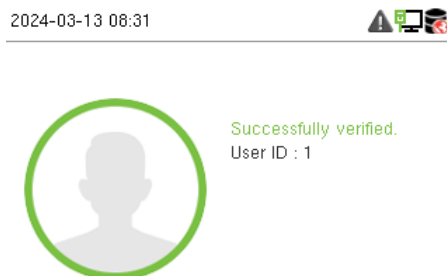 2024-03-13 08:31
Successfully verified.
User ID : 1